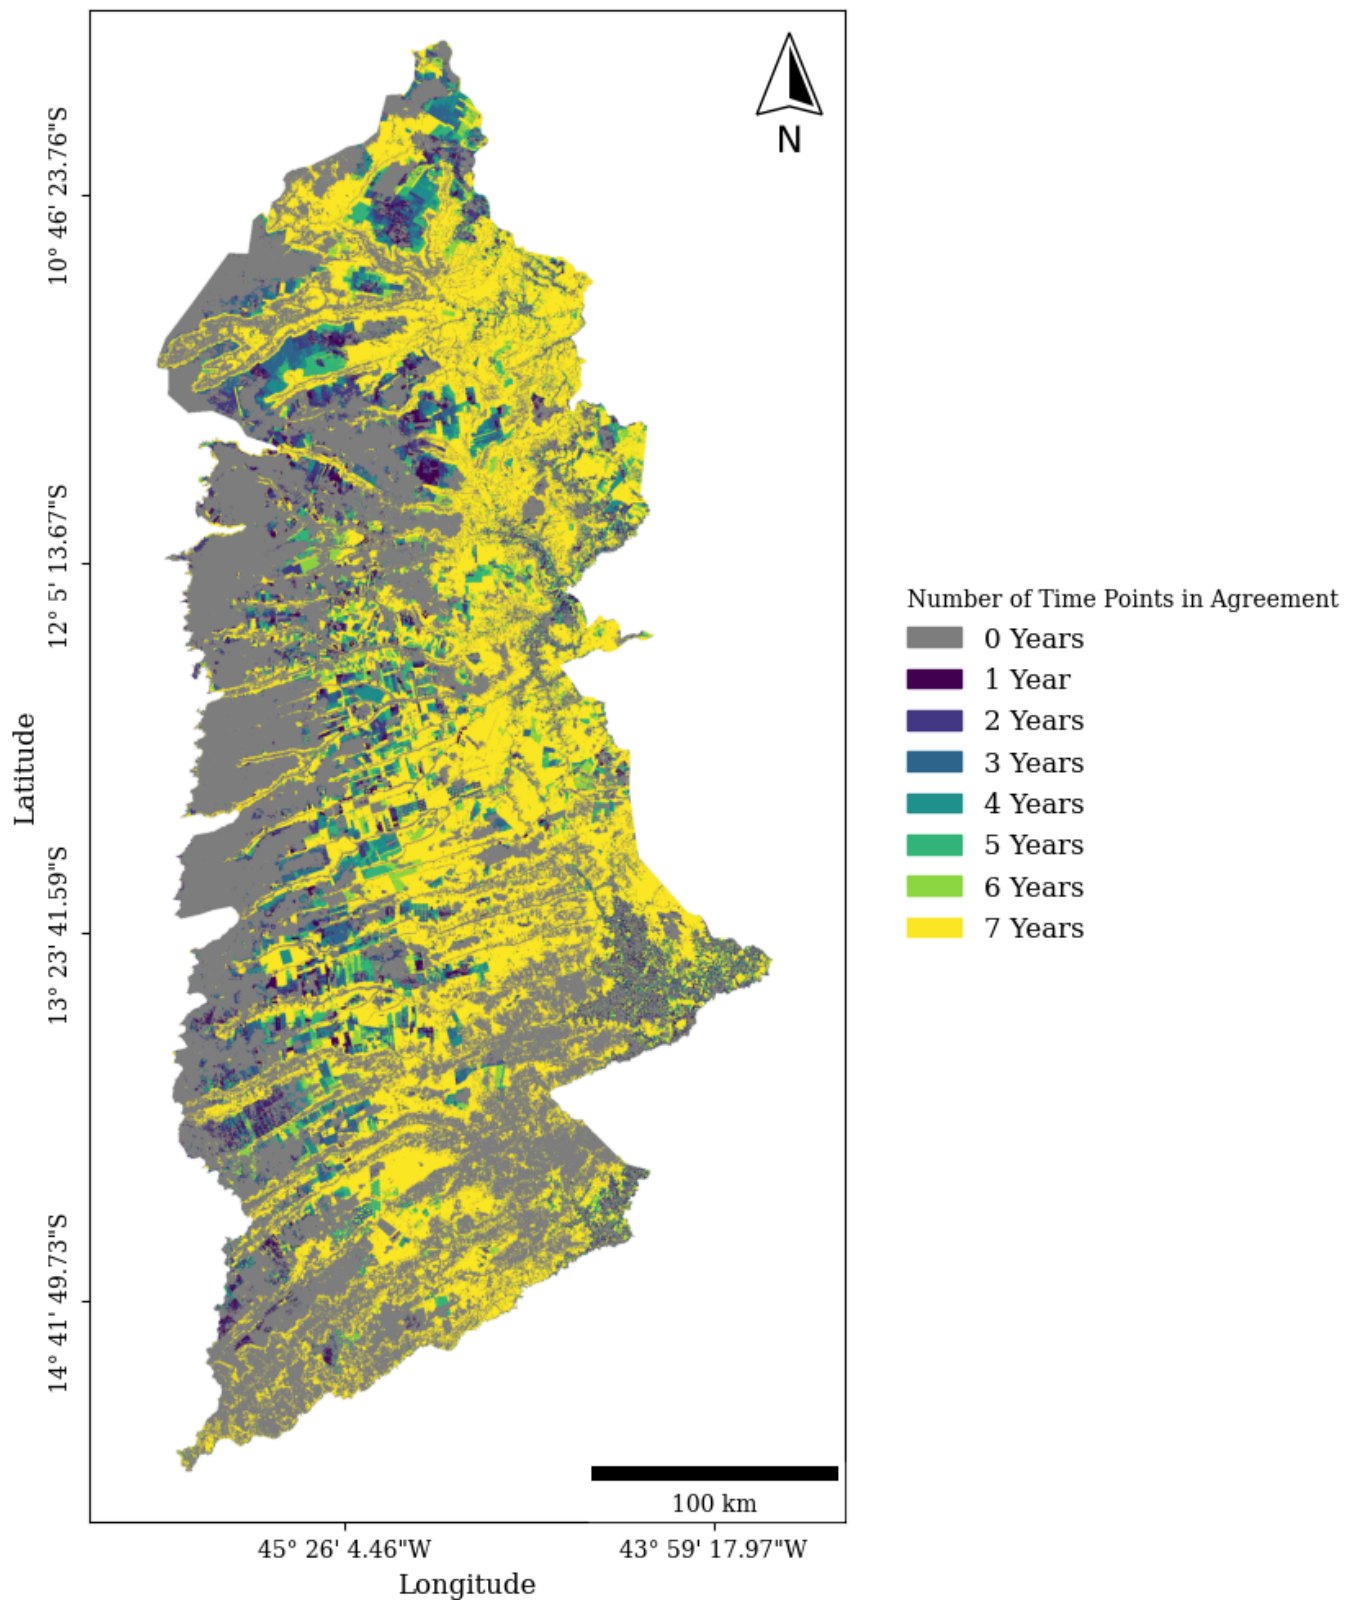 N
10° 46' 23.76"S
12° 5' 13.67"S
13° 23' 41.59"S
14° 41' 49.73"S
Latitude
Number of Time Points in Agreement
0 Years
1 Year
2 Years
3 Years
4 Years
5 Years
6 Years
7 Years
100 km
45° 26' 4.46"W
43° 59' 17.97"W
Longitude